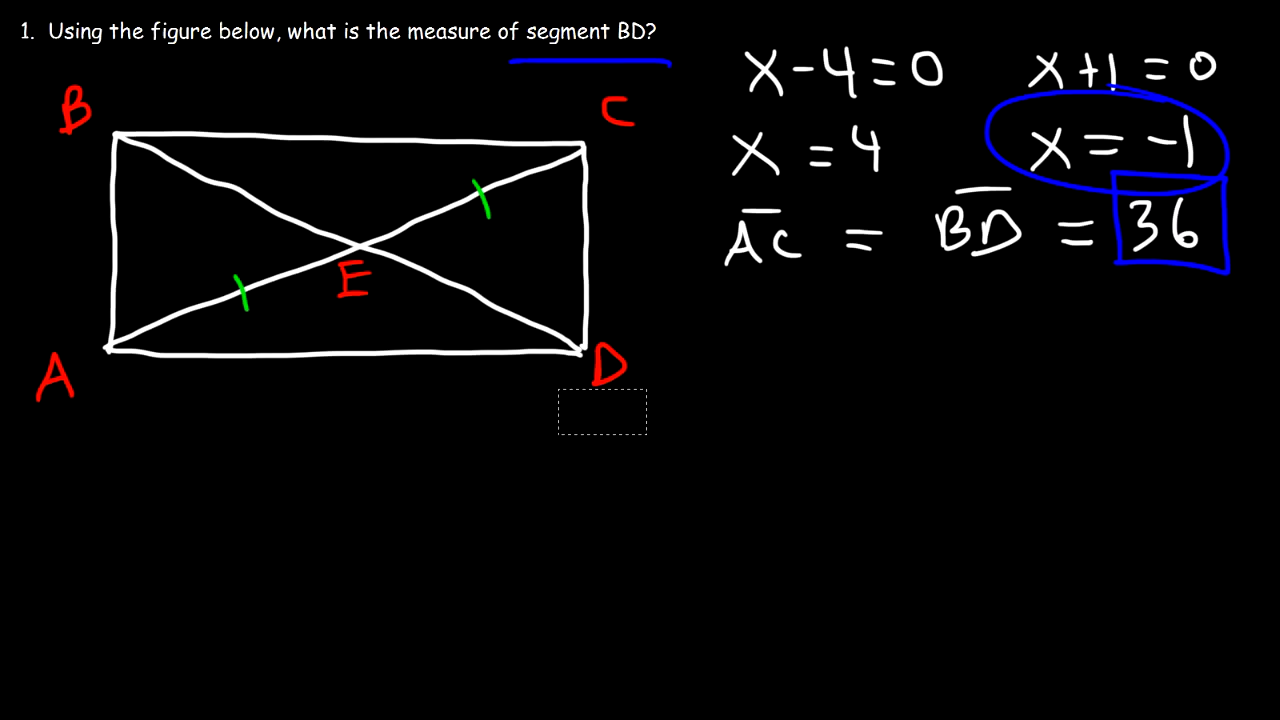 1. Using the figure below, what is the measure of segment BD?
x-4=0 x+1=0
B C
x=4 x=-1
AC = BD = 36
E
A D